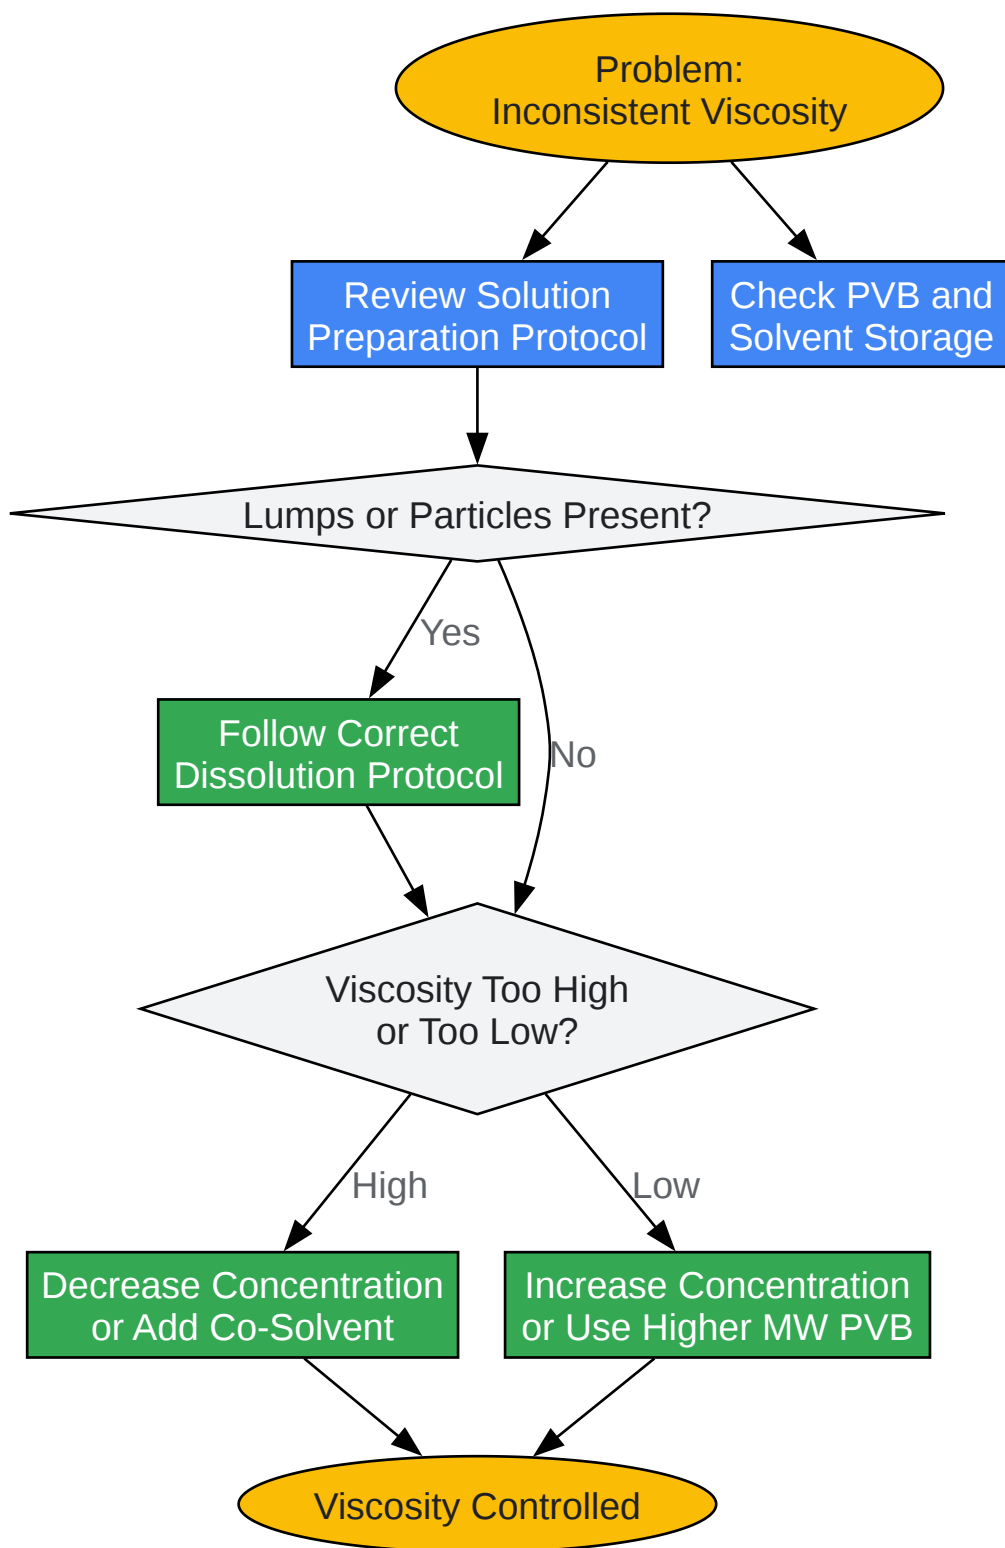 Problem:
Inconsistent Viscosity
Review Solution
Preparation Protocol
Check PVB and
Solvent Storage
Lumps or Particles Present?
Yes
Follow Correct
Dissolution Protocol
No
Viscosity Too High
or Too Low?
High
Low
Decrease Concentration
or Add Co-Solvent
Increase Concentration
or Use Higher MW PVB
Viscosity Controlled